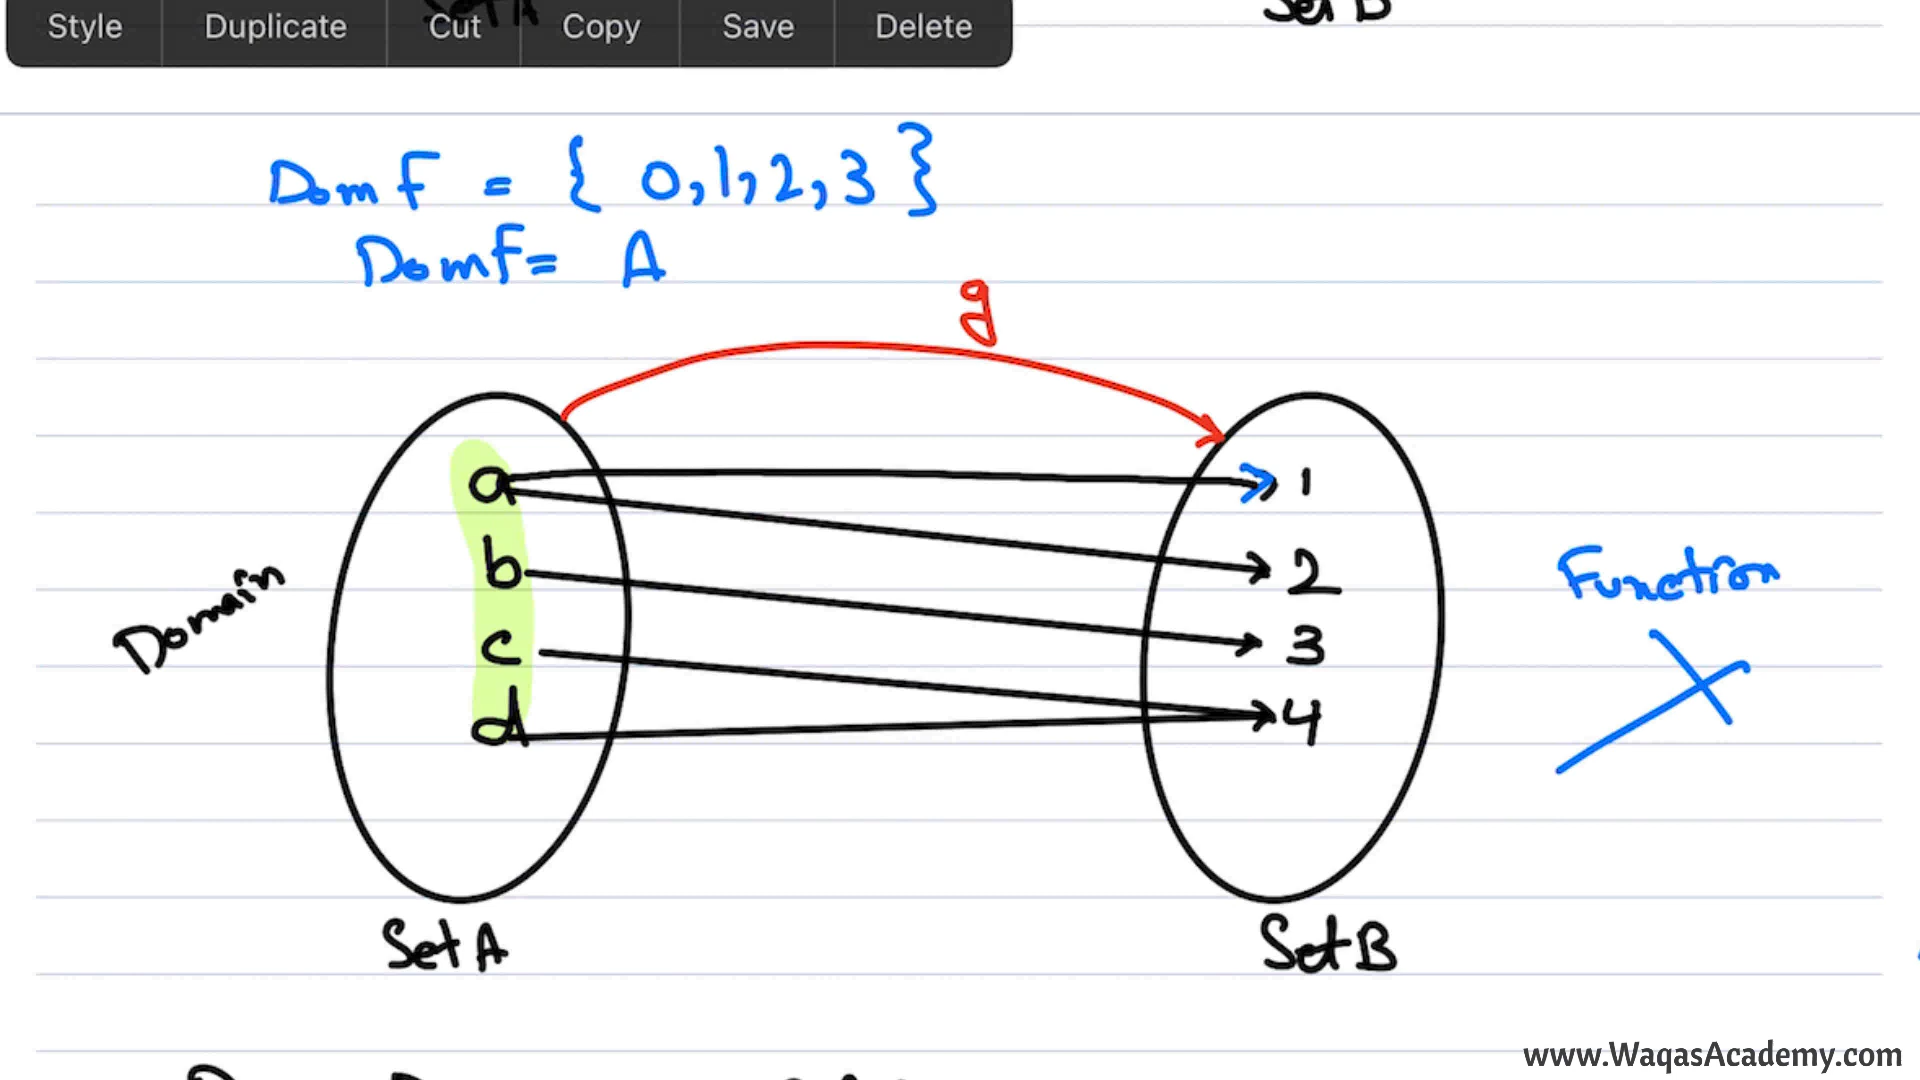 Style Duplicate Cut Copy Save Delete
Set B
Dom f = { 0,1,2,3 }
Dom f = A
g
a 1
b 2
c 3
d 4
Domain
Function
Set A Set B
www.WaqasAcademy.com